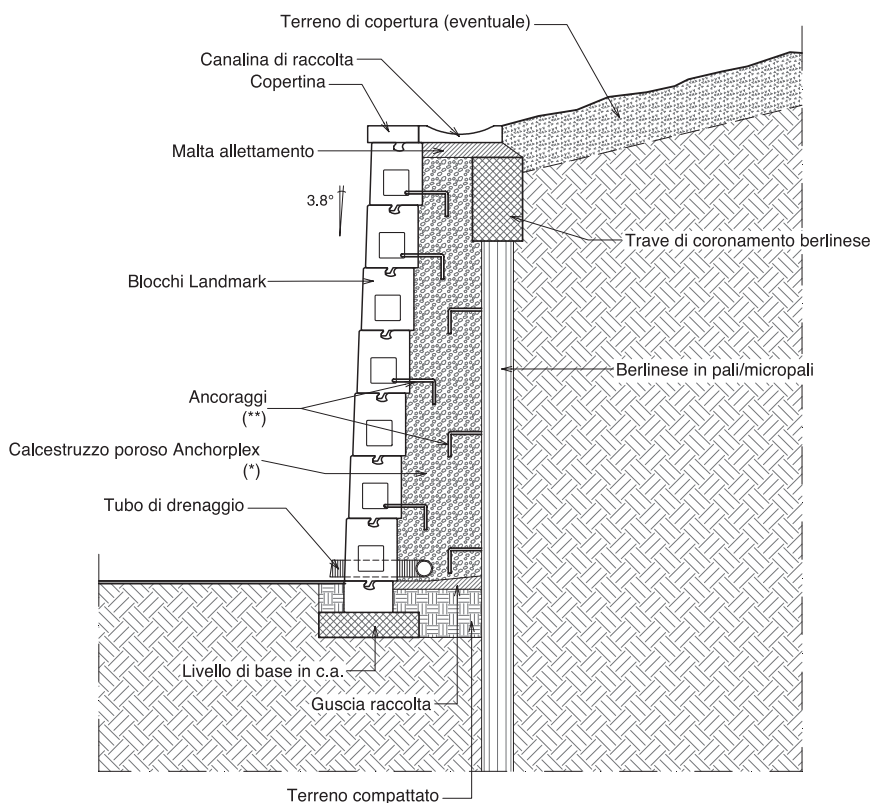 Terreno di copertura (eventuale)
Canalina di raccolta
Copertina
Malta allettamento
3.8°
Trave di coronamento berlinese
Blocchi Landmark
Berlinese in pali/micropali
Ancoraggi
(**)
Calcestruzzo poroso Anchorplex
(*)
Tubo di drenaggio
Livello di base in c.a.
Guscia raccolta
Terreno compattato